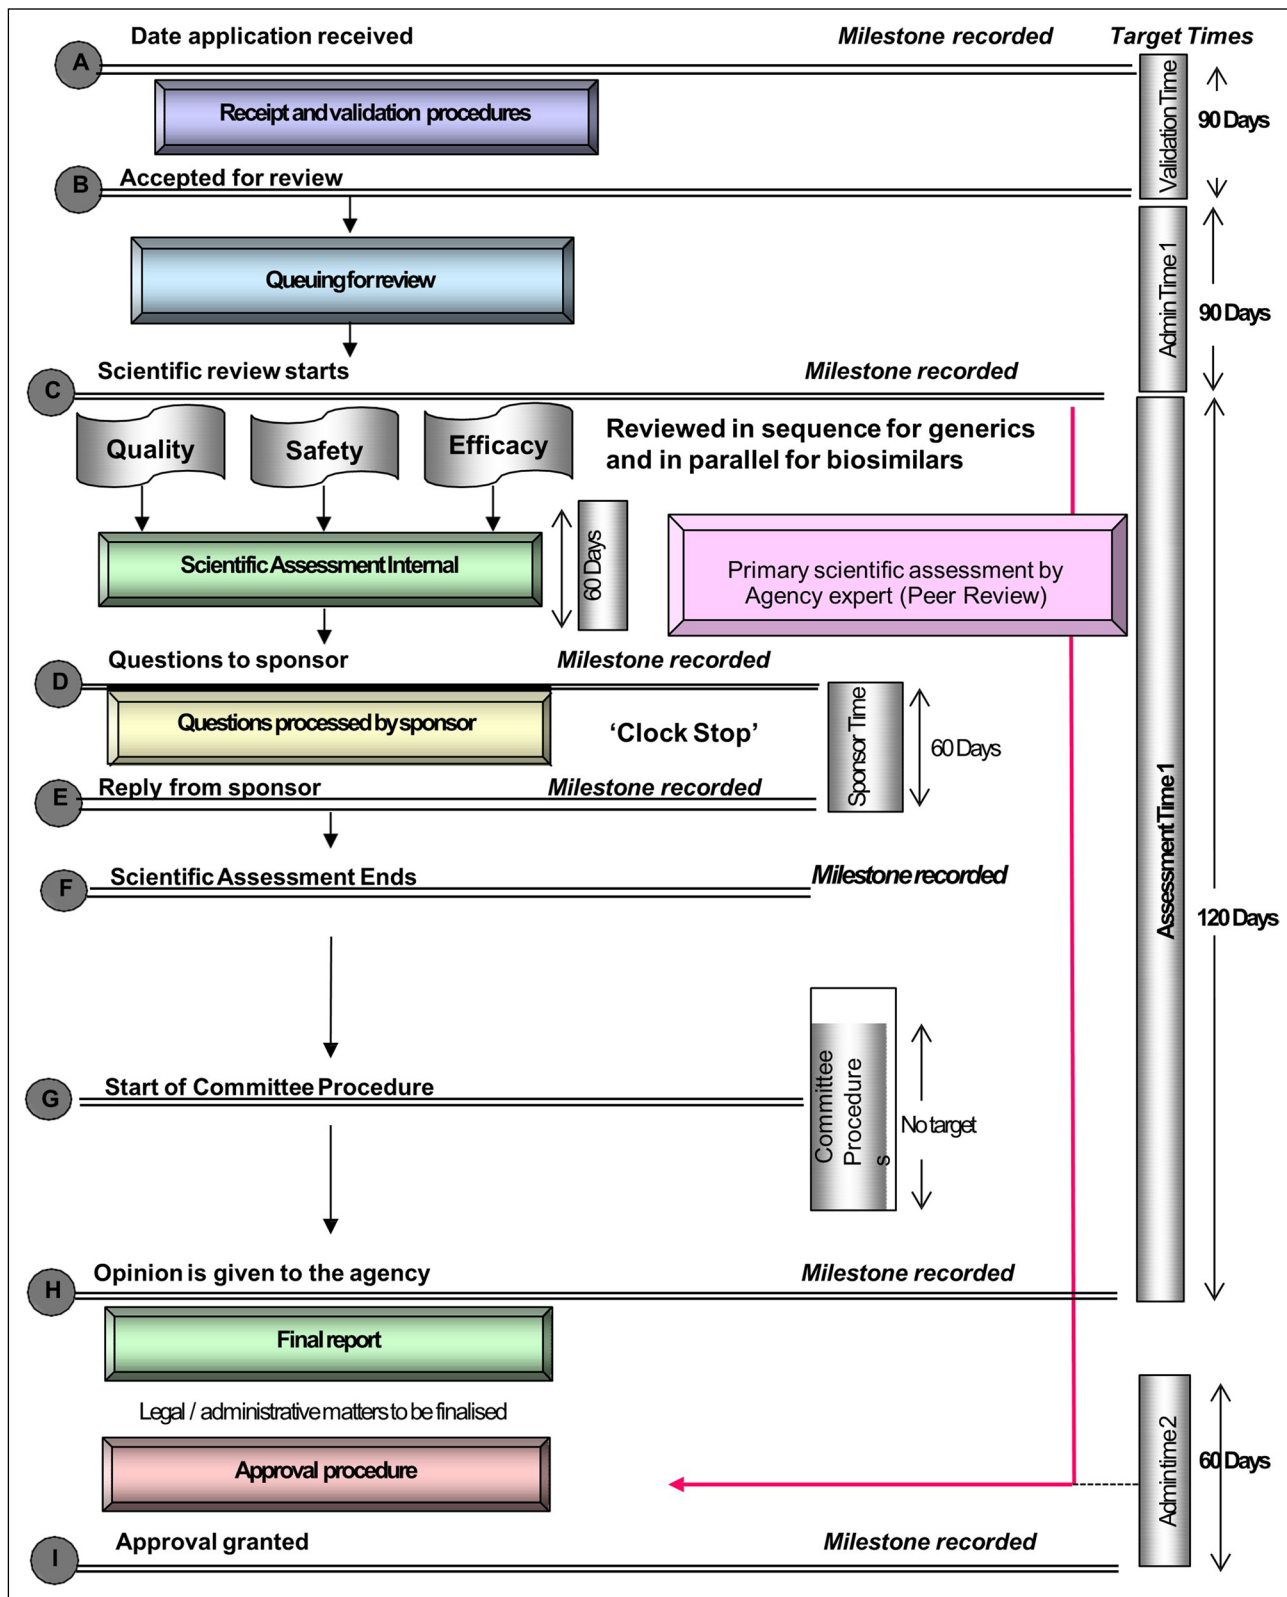 Date application received
Milestone recorded
Target Times
A
Receipt and validation procedures
Validation Time
90 Days
B
Accepted for review
Queuing for review
Admin Time 1
90 Days
Scientific review starts
Milestone recorded
C
Quality
Safety
Efficacy
Reviewed in sequence for generics
and in parallel for biosimilars
Scientific Assessment Internal
60 Days
Primary scientific assessment by
Agency expert (Peer Review)
Questions to sponsor
Milestone recorded
D
Questions processed by sponsor
‘Clock Stop’
Sponsor Time
60 Days
Reply from sponsor
Milestone recorded
E
Assessment Time 1
120 Days
Scientific Assessment Ends
Milestone recorded
F
Start of Committee Procedure
G
Committee
Procedure
s
No target
Opinion is given to the agency
Milestone recorded
H
Final report
Legal / administrative matters to be finalised
Approval procedure
Admin time 2
60 Days
Approval granted
Milestone recorded
I